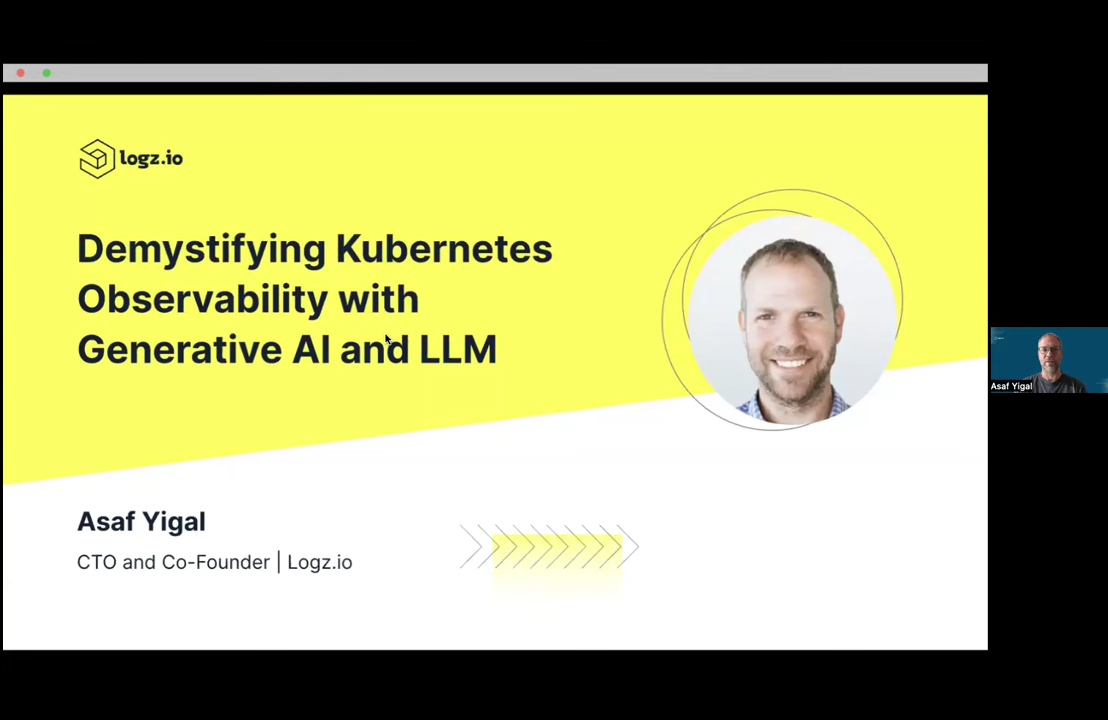 logz.io
Demystifying Kubernetes
Observability with
Generative AI and LLM
Asaf Yigal
CTO and Co-Founder | Logz.io
Asaf Yigal